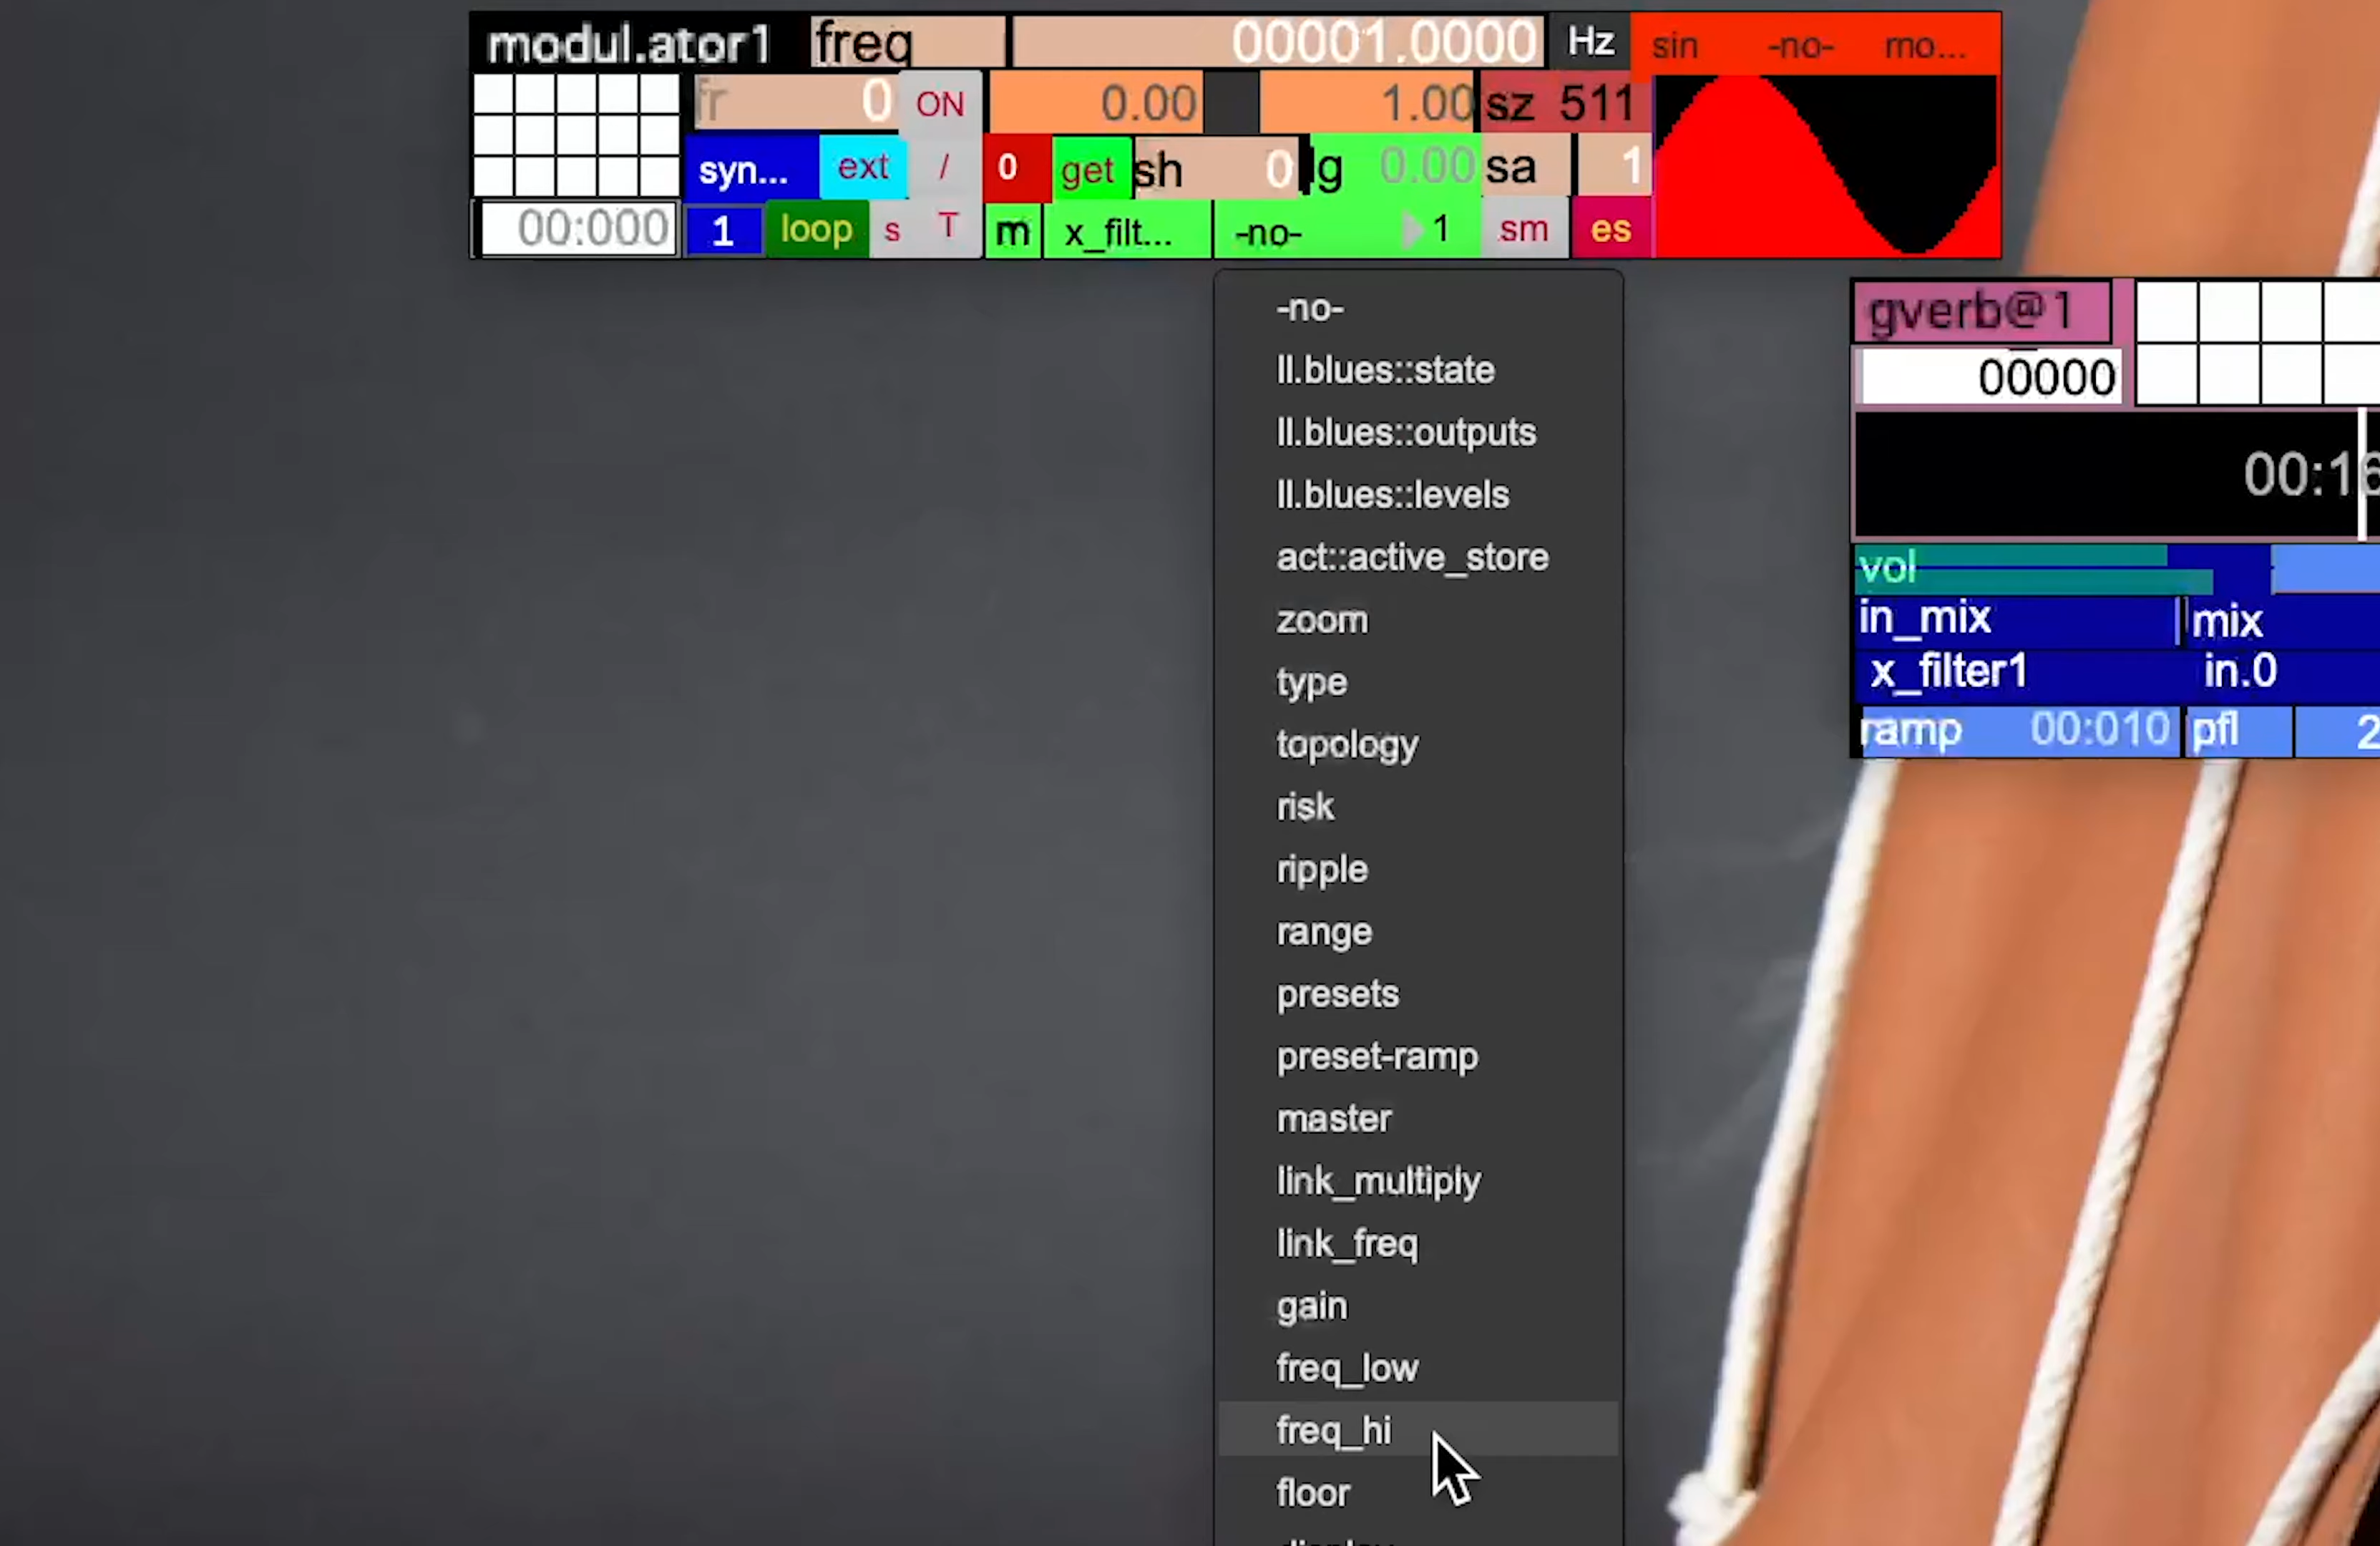 modul.ator1 freq 00001.0000 Hz sin -no- mo...
fr 0 ON 0.00 1.00 sz 511
syn... ext / 0 get sh 0 lg 0.00 sa 1
00:000 1 loop s T m x_filt... -no- 1 sm es
-no-
ll.blues::state
ll.blues::outputs
ll.blues::levels
act::active_store
zoom
type
topology
risk
ripple
range
presets
preset-ramp
master
link_multiply
link_freq
gain
freq_low
freq_hi
floor
gverb@1
00000
00:16
vol
in_mix mix
x_filter1 in.0
ramp 00:010 pfl 2